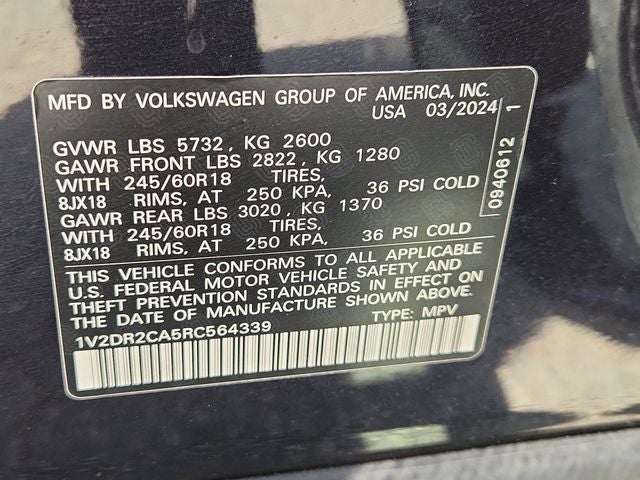 MFD BY VOLKSWAGEN GROUP OF AMERICA, INC.
USA 03/2024
GVWR LBS 5732, KG 2600
GAWR FRONT LBS 2822, KG 1280
WITH 245/60R18 TIRES,
8JX18 RIMS, AT 250 KPA, 36 PSI COLD
GAWR REAR LBS 3020, KG 1370
WITH 245/60R18 TIRES,
8JX18 RIMS, AT 250 KPA, 36 PSI COLD
THIS VEHICLE CONFORMS TO ALL APPLICABLE
U.S. FEDERAL MOTOR VEHICLE SAFETY AND
THEFT PREVENTION STANDARDS IN EFFECT ON
THE DATE OF MANUFACTURE SHOWN ABOVE.
1V2DR2CA5RC564339 TYPE: MPV
0940612 1